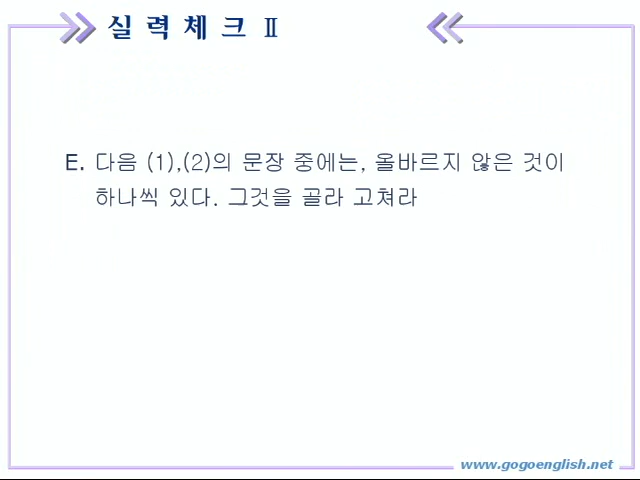 실 력 체 크 Ⅱ
E. 다음 (1),(2)의 문장 중에는, 올바르지 않은 것이
하나씩 있다. 그것을 골라 고쳐라
www.gogoenglish.net